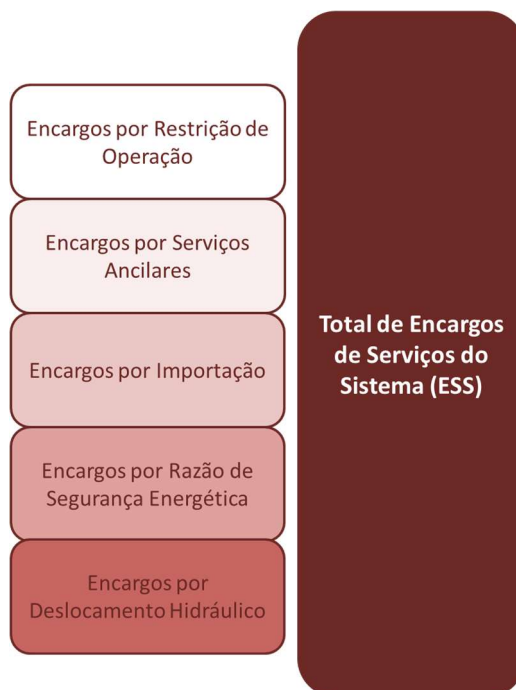 Encargos por Restrição de
Operação
Encargos por Serviços
Ancilares
Encargos por Importação
Encargos por Razão de
Segurança Energética
Encargos por
Deslocamento Hidráulico
Total de Encargos
de Serviços do
Sistema (ESS)